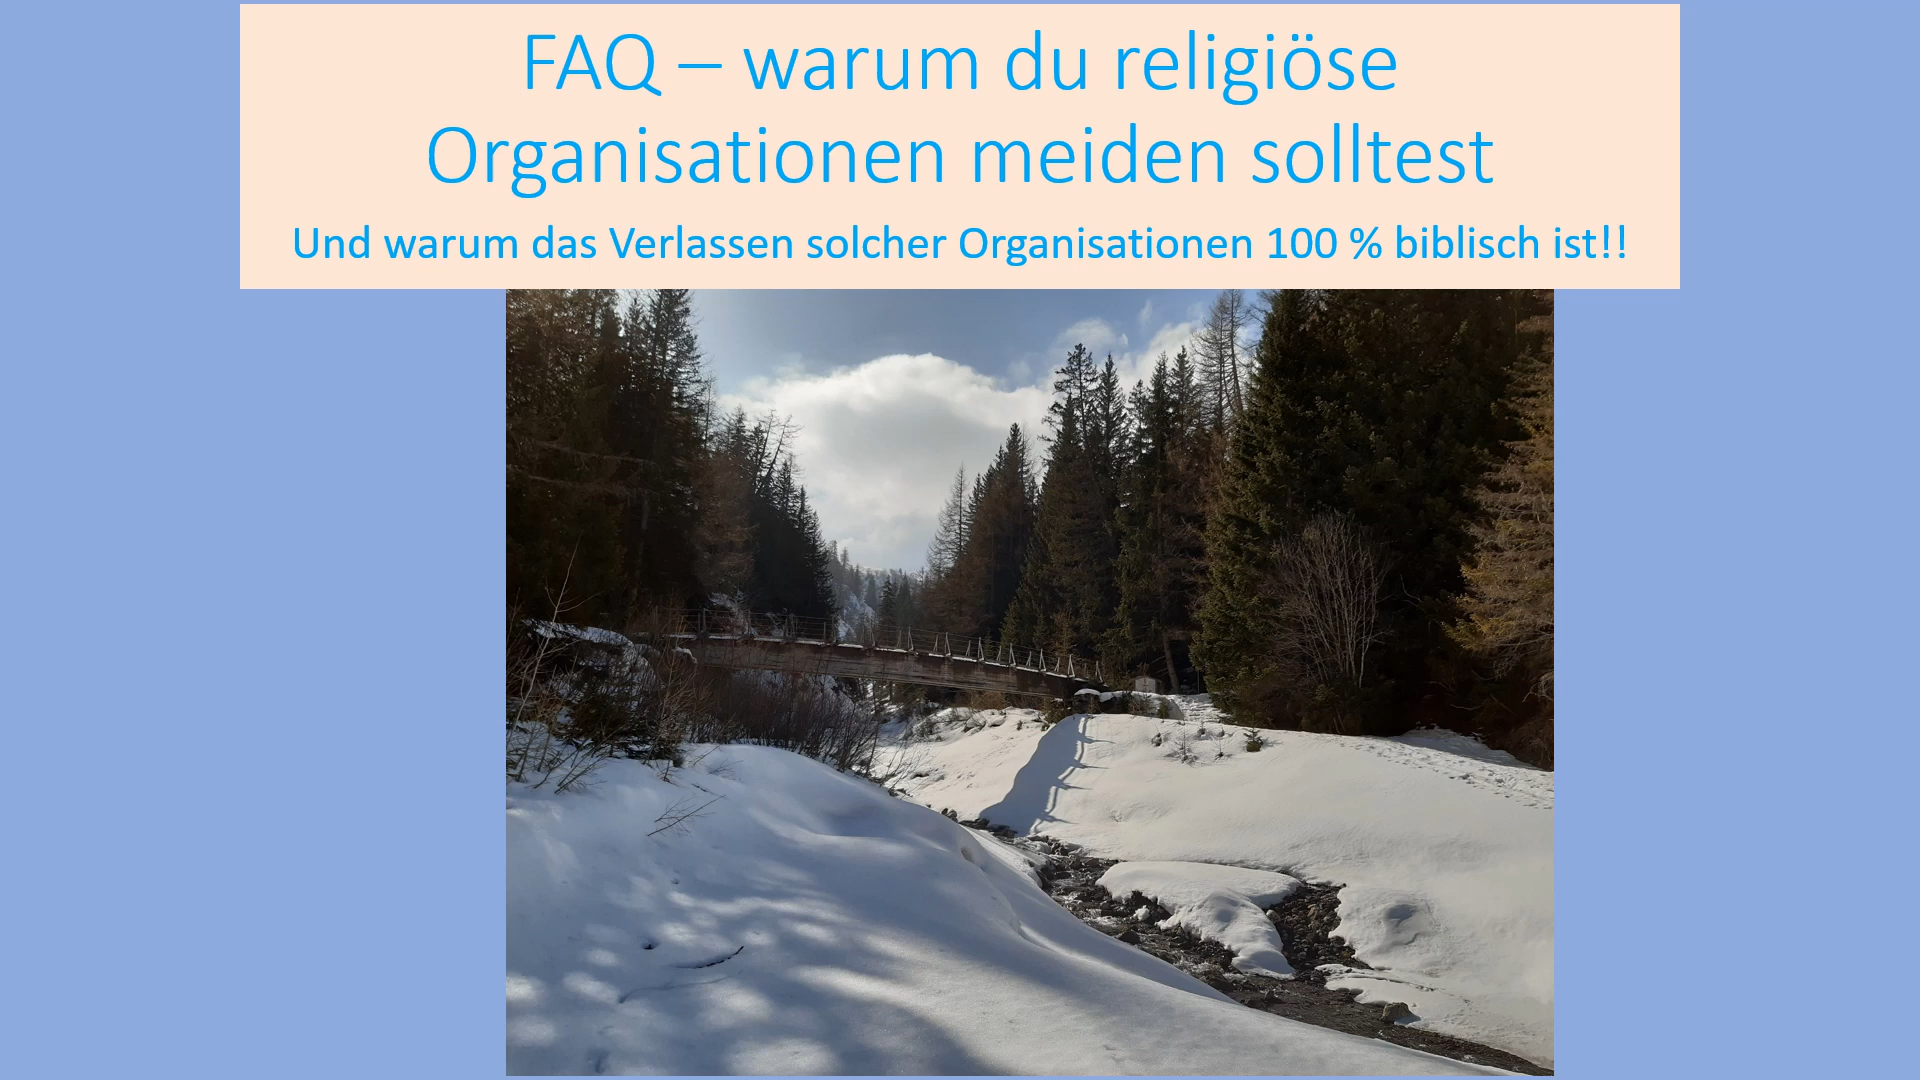 FAQ – warum du religiöse
Organisationen meiden solltest
Und warum das Verlassen solcher Organisationen 100 % biblisch ist!!